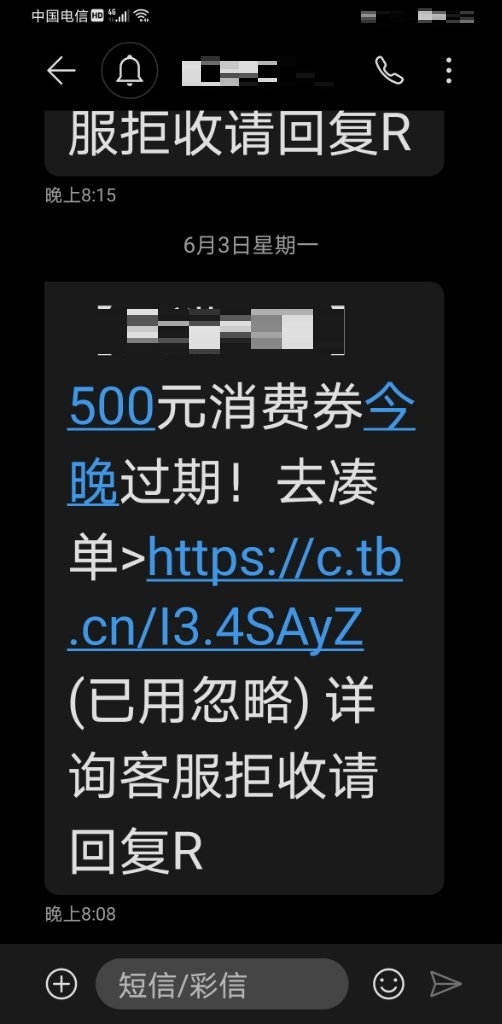 中国电信HD 4G
服拒收请回复R
晚上8:15
6月3日星期一
500元消费券今
晚过期！去凑
单>https://c.tb
.cn/I3.4SAyZ
(已用忽略) 详
询客服拒收请
回复R
晚上8:08
短信/彩信